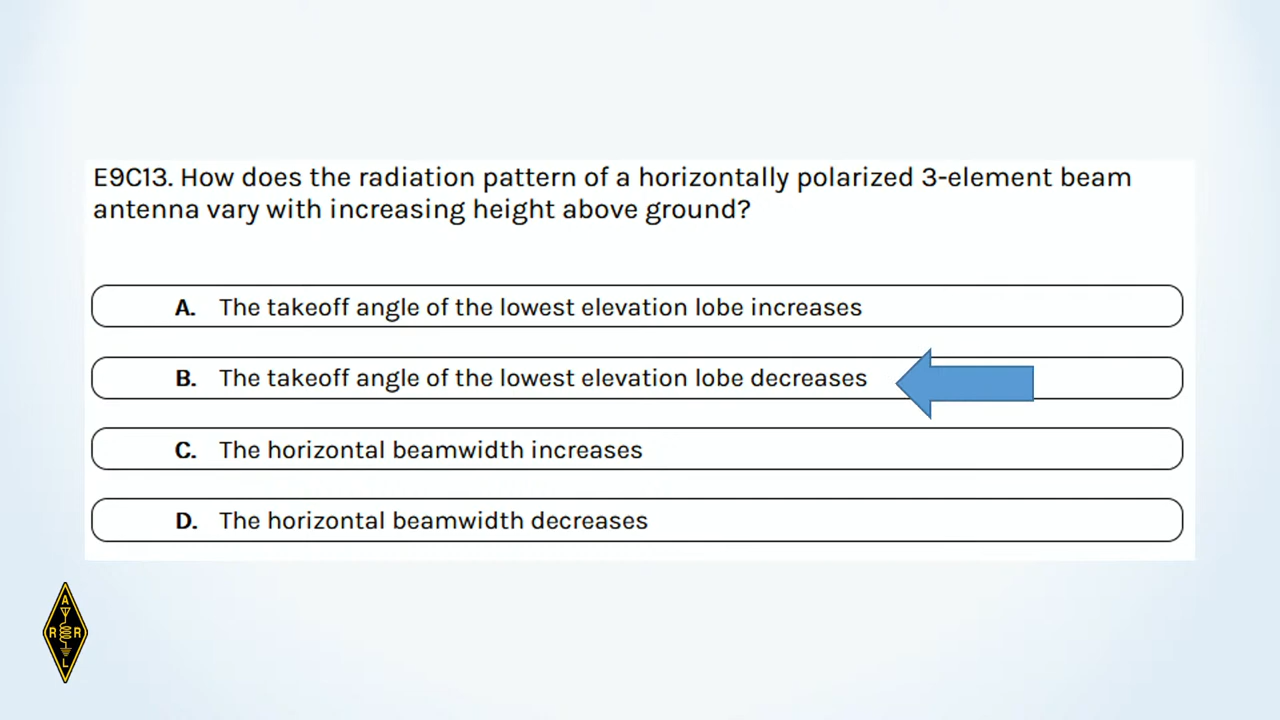 E9C13. How does the radiation pattern of a horizontally polarized 3-element beam
antenna vary with increasing height above ground?
A. The takeoff angle of the lowest elevation lobe increases
B. The takeoff angle of the lowest elevation lobe decreases
C. The horizontal beamwidth increases
D. The horizontal beamwidth decreases
A
R R
L